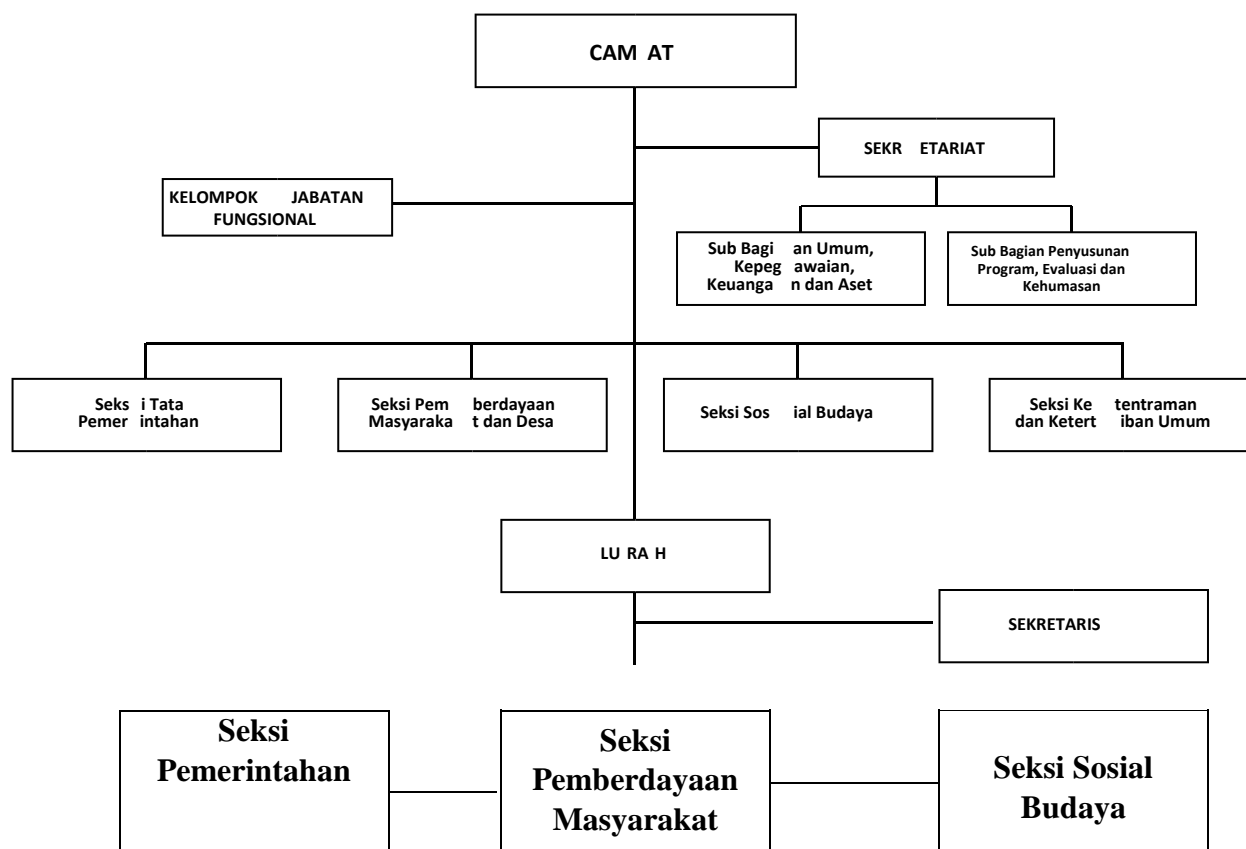 CAM AT
SEKR ETARIAT
KELOMPOK JABATAN
FUNGSIONAL
Sub Bagi an Umum,
Kepeg awaian,
Keuanga n dan Aset
Sub Bagian Penyusunan
Program, Evaluasi dan
Kehumasan
Seks i Tata
Pemer intahan
Seksi Pem berdayaan
Masyaraka t dan Desa
Seksi Sos ial Budaya
Seksi Ke tentraman
dan Ketert iban Umum
LU RA H
SEKRETARIS
Seksi
Pemerintahan
Seksi
Pemberdayaan
Masyarakat
Seksi Sosial
Budaya